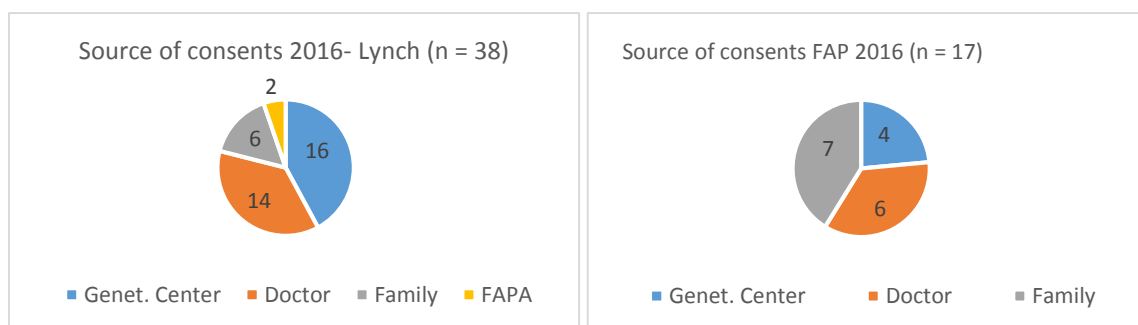 Source of consents 2016- Lynch (n = 38)
2
6
16
14
Genet. Center Doctor Family FAPA
Source of consents FAP 2016 (n = 17)
4
7
6
Genet. Center Doctor Family